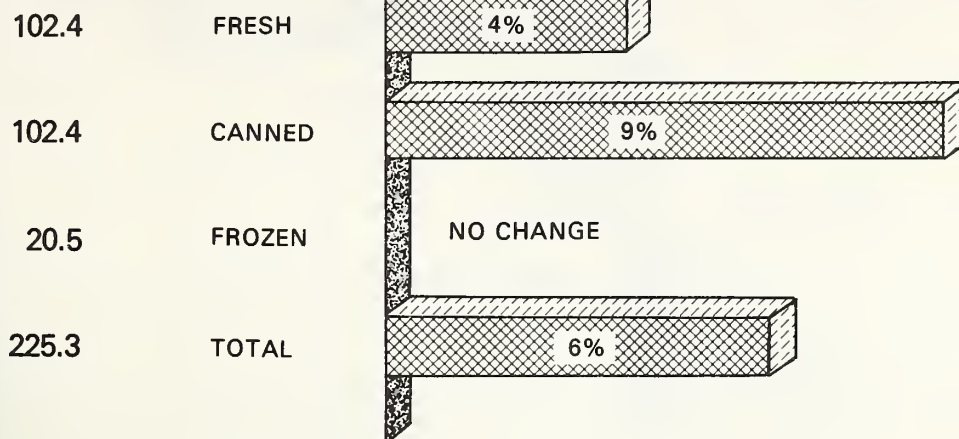 102.4 FRESH 4%
102.4 CANNED 9%
20.5 FROZEN NO CHANGE
225.3 TOTAL 6%